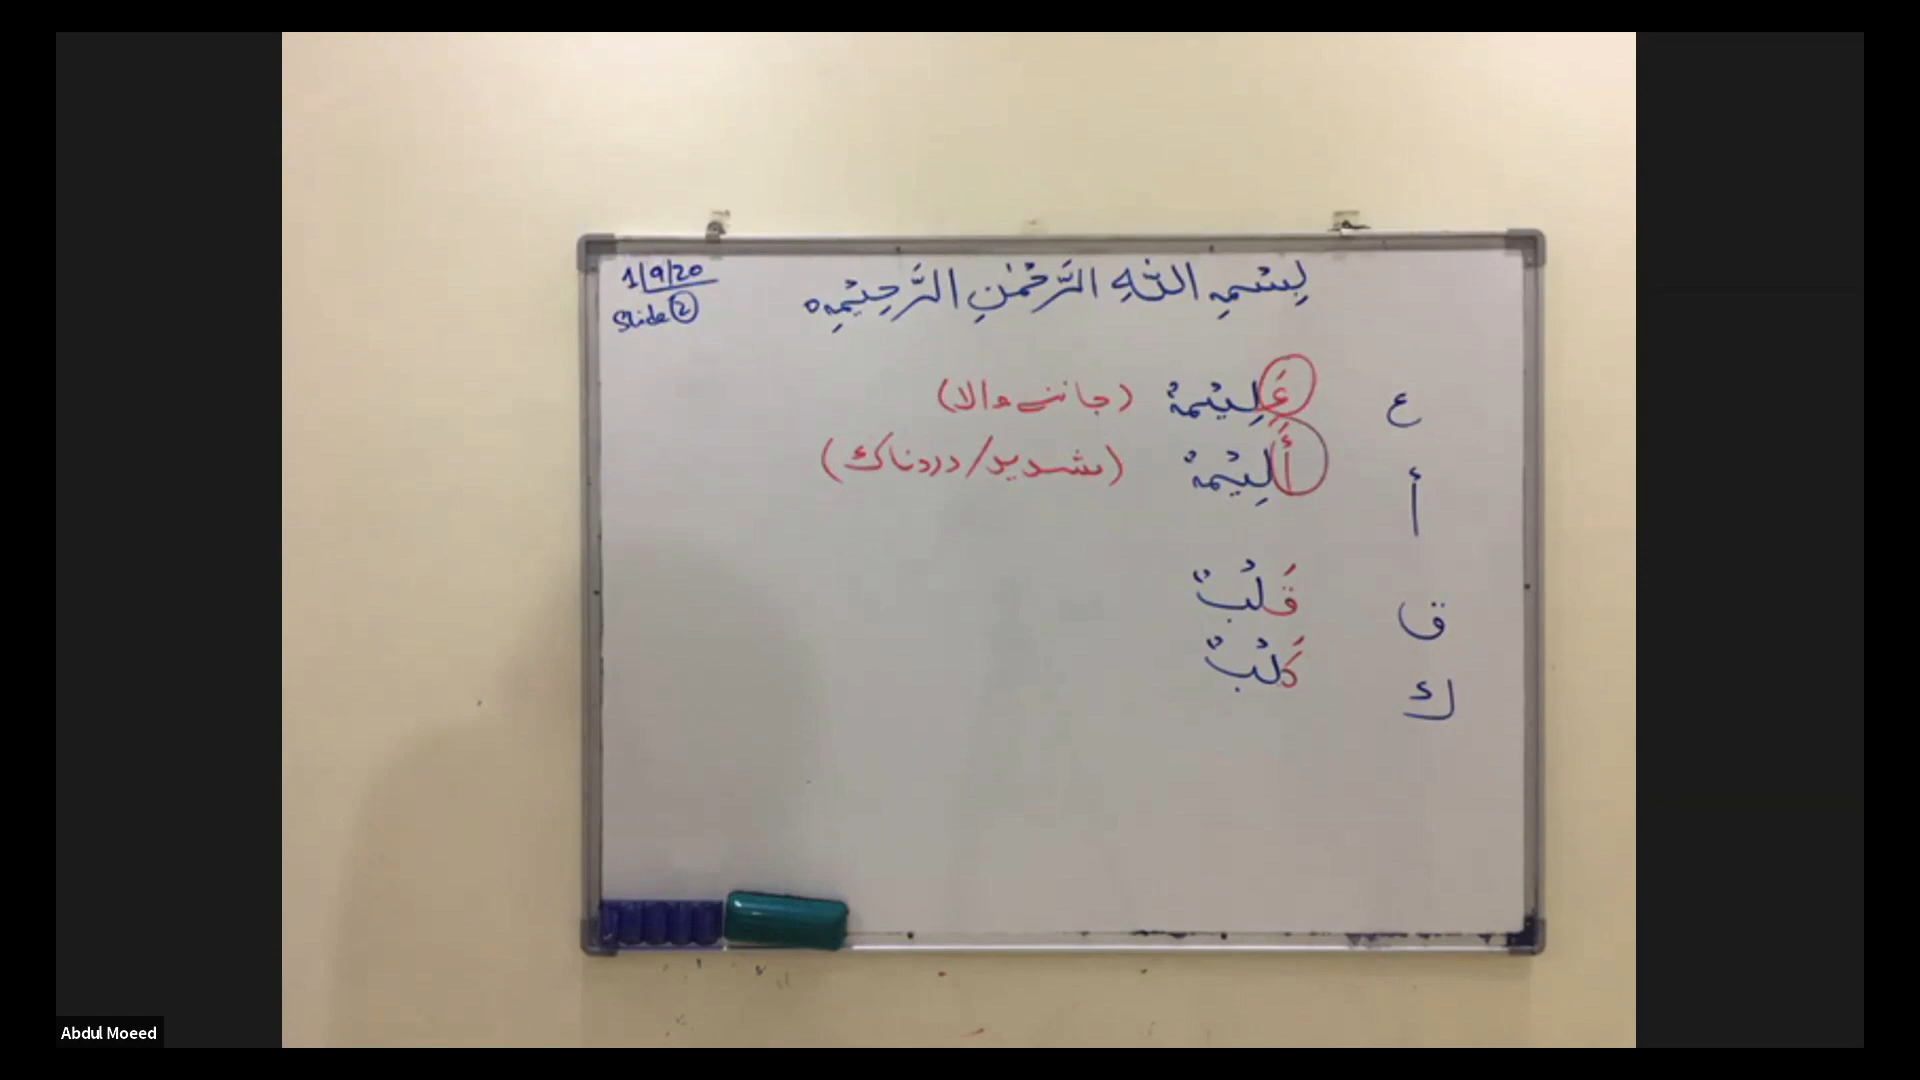 1/9/20
Slide 2
بِسْمِ اللّٰهِ الرَّحْمٰنِ الرَّحِيْمِ ه
ع عَلِيْمٌ (جاننے والا)
أ أَلِيْمٌ (شدید/دردناک)
ق قَلْبٌ
ك كَلْبٌ
Abdul Moeed